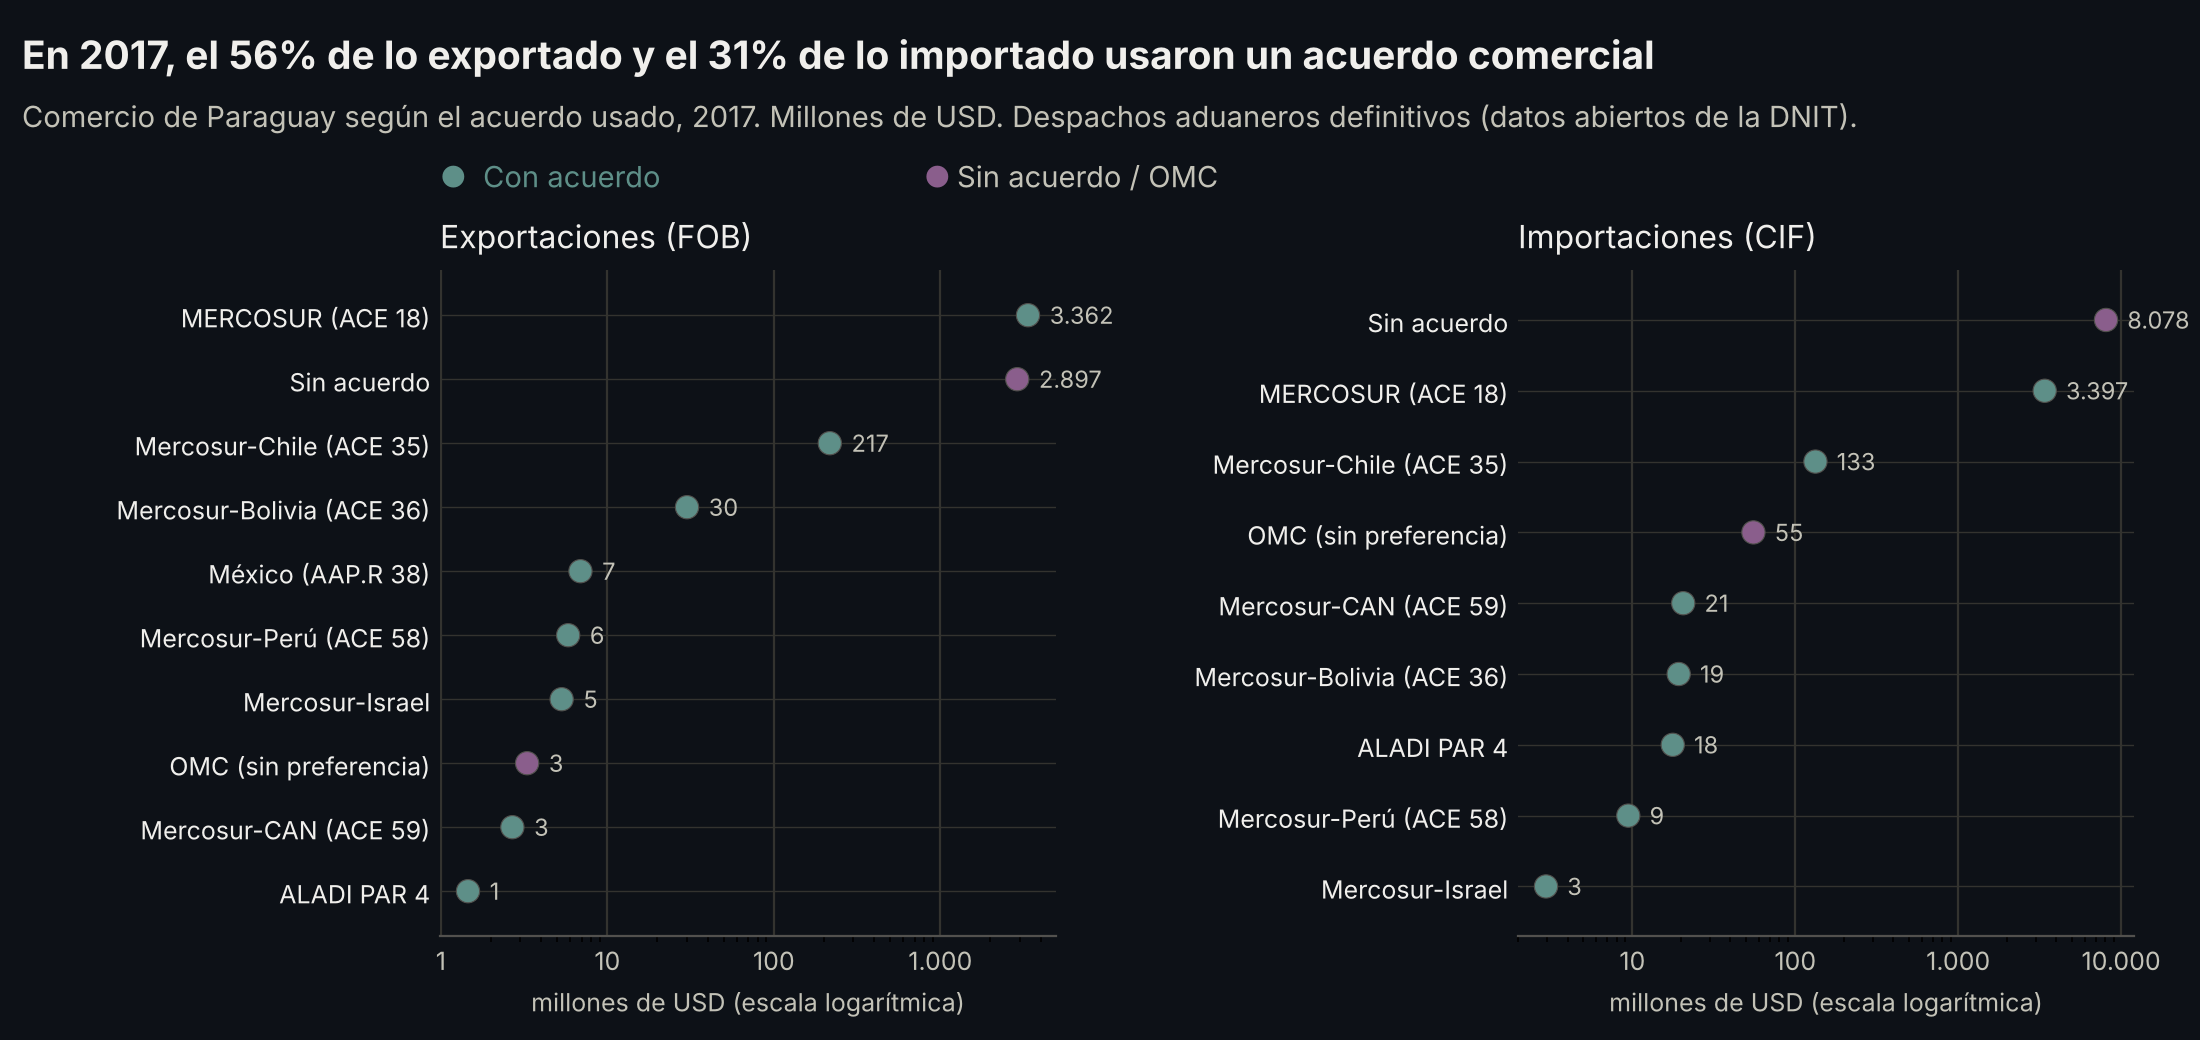 En 2017, el 56% de lo exportado y el 31% de lo importado usaron un acuerdo comercial
Comercio de Paraguay según el acuerdo usado, 2017. Millones de USD. Despachos aduaneros definitivos (datos abiertos de la DNIT).
Con acuerdo
Sin acuerdo / OMC
Exportaciones (FOB)
MERCOSUR (ACE 18) 3.362
Sin acuerdo 2.897
Mercosur-Chile (ACE 35) 217
Mercosur-Bolivia (ACE 36) 30
México (AAP.R 38) 7
Mercosur-Perú (ACE 58) 6
Mercosur-Israel 5
OMC (sin preferencia) 3
Mercosur-CAN (ACE 59) 3
ALADI PAR 4 1
1 10 100 1.000
millones de USD (escala logarítmica)
Importaciones (CIF)
Sin acuerdo 8.078
MERCOSUR (ACE 18) 3.397
Mercosur-Chile (ACE 35) 133
OMC (sin preferencia) 55
Mercosur-CAN (ACE 59) 21
Mercosur-Bolivia (ACE 36) 19
ALADI PAR 4 18
Mercosur-Perú (ACE 58) 9
Mercosur-Israel 3
10 100 1.000 10.000
millones de USD (escala logarítmica)